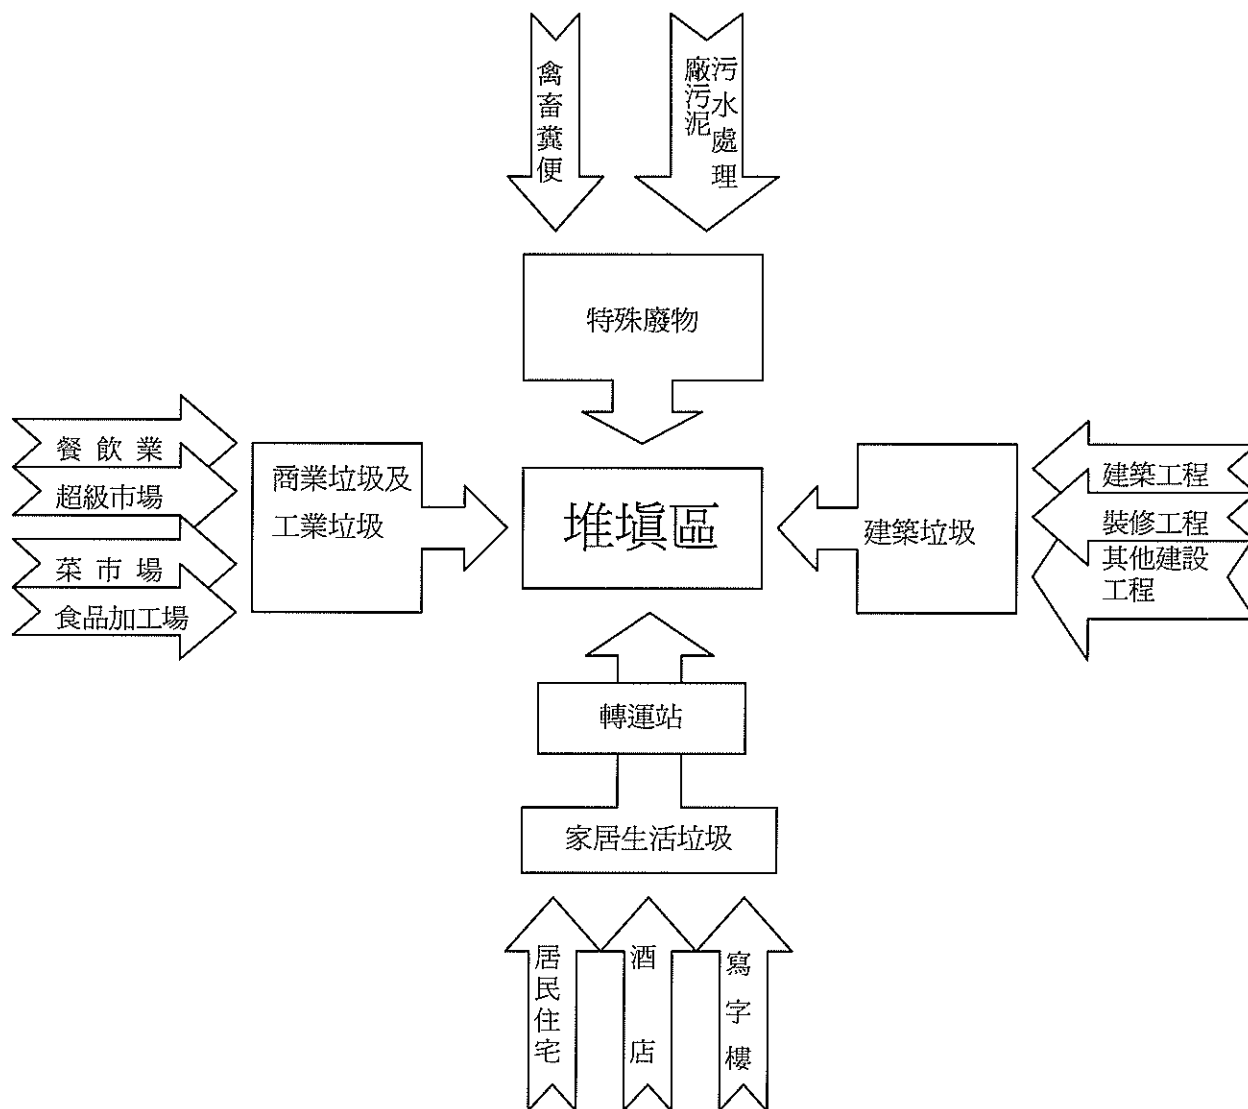 禽畜糞便
污水處理
廠污泥
特殊廢物
餐飲業
超級市場
菜市場
食品加工場
商業垃圾及
工業垃圾
堆填區
建築垃圾
建築工程
裝修工程
其他建設
工程
轉運站
家居生活垃圾
居民住宅
酒店
寫字樓